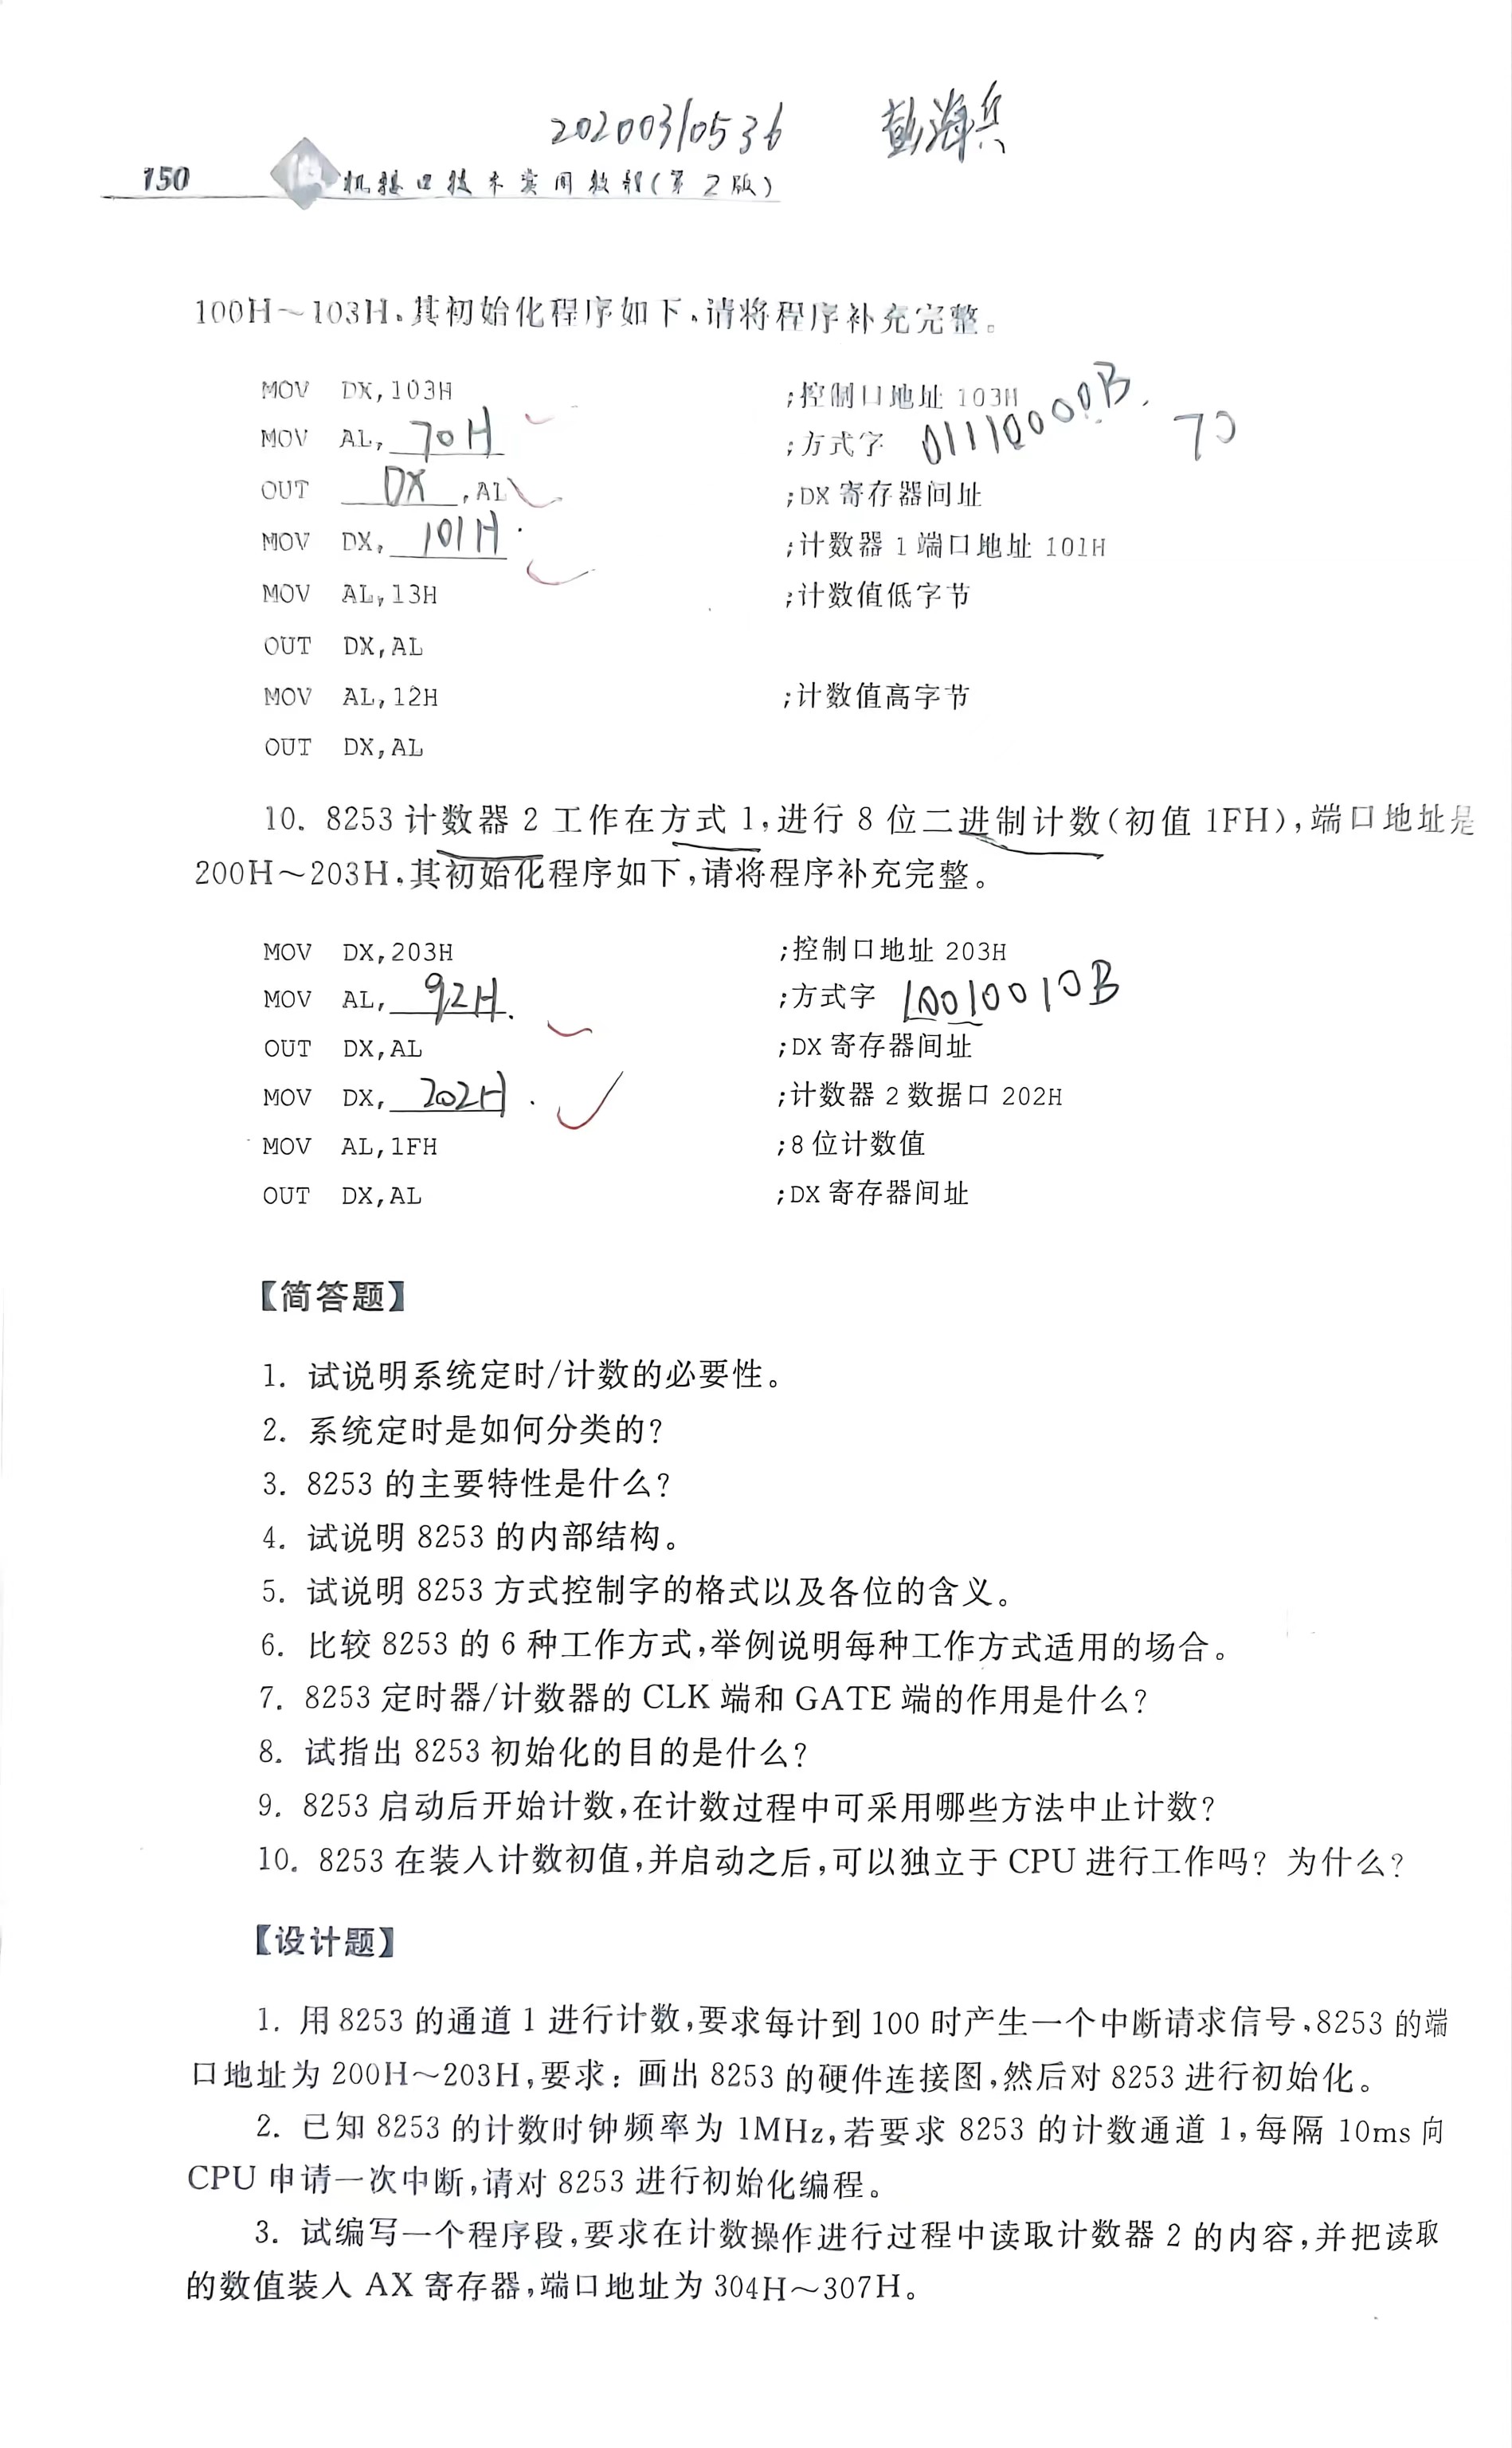 20200310536 彭海兵
150 微机接口技术实用教程(第2版)
100H～103H,其初始化程序如下,请将程序补充完整。
MOV DX,103H ;控制口地址 103H
MOV AL, 70H ;方式字 01110000B 70
OUT DX ,AL ;DX 寄存器间址
MOV DX, 101H ;计数器 1 端口地址 101H
MOV AL,13H ;计数值低字节
OUT DX,AL
MOV AL,12H ;计数值高字节
OUT DX,AL
10. 8253 计数器 2 工作在方式 1,进行 8 位二进制计数(初值 1FH),端口地址是
200H～203H,其初始化程序如下,请将程序补充完整。
MOV DX,203H ;控制口地址 203H
MOV AL, 92H ;方式字 10010010B
OUT DX,AL ;DX 寄存器间址
MOV DX, 202H ;计数器 2 数据口 202H
MOV AL,1FH ;8 位计数值
OUT DX,AL ;DX 寄存器间址
【简答题】
1. 试说明系统定时/计数的必要性。
2. 系统定时是如何分类的?
3. 8253 的主要特性是什么?
4. 试说明 8253 的内部结构。
5. 试说明 8253 方式控制字的格式以及各位的含义。
6. 比较 8253 的 6 种工作方式,举例说明每种工作方式适用的场合。
7. 8253 定时器/计数器的 CLK 端和 GATE 端的作用是什么?
8. 试指出 8253 初始化的目的是什么?
9. 8253 启动后开始计数,在计数过程中可采用哪些方法中止计数?
10. 8253 在装入计数初值,并启动之后,可以独立于 CPU 进行工作吗? 为什么?
【设计题】
1. 用 8253 的通道 1 进行计数,要求每计到 100 时产生一个中断请求信号,8253 的端
口地址为 200H～203H,要求: 画出 8253 的硬件连接图,然后对 8253 进行初始化。
2. 已知 8253 的计数时钟频率为 1MHz,若要求 8253 的计数通道 1,每隔 10ms 向
CPU 申请一次中断,请对 8253 进行初始化编程。
3. 试编写一个程序段,要求在计数操作进行过程中读取计数器 2 的内容,并把读取
的数值装入 AX 寄存器,端口地址为 304H～307H。